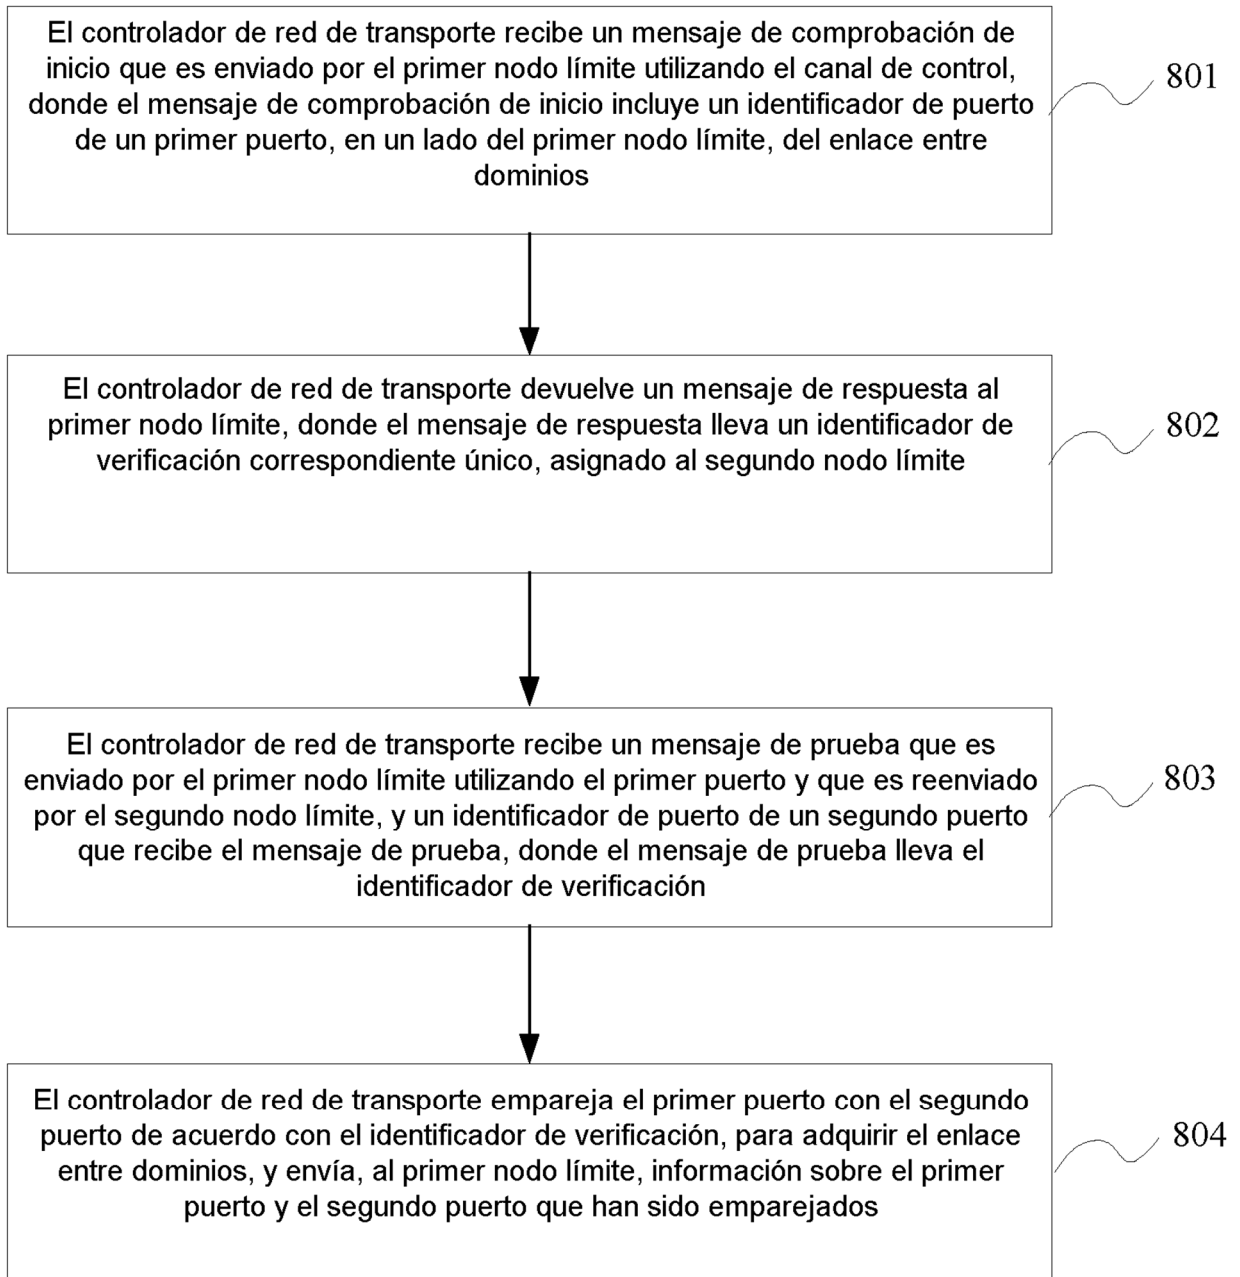 El controlador de red de transporte recibe un mensaje de comprobación de
inicio que es enviado por el primer nodo límite utilizando el canal de control,
donde el mensaje de comprobación de inicio incluye un identificador de puerto
de un primer puerto, en un lado del primer nodo límite, del enlace entre
dominios
801
El controlador de red de transporte devuelve un mensaje de respuesta al
primer nodo límite, donde el mensaje de respuesta lleva un identificador de
verificación correspondiente único, asignado al segundo nodo límite
802
El controlador de red de transporte recibe un mensaje de prueba que es
enviado por el primer nodo límite utilizando el primer puerto y que es reenviado
por el segundo nodo límite, y un identificador de puerto de un segundo puerto
que recibe el mensaje de prueba, donde el mensaje de prueba lleva el
identificador de verificación
803
El controlador de red de transporte empareja el primer puerto con el segundo
puerto de acuerdo con el identificador de verificación, para adquirir el enlace
entre dominios, y envía, al primer nodo límite, información sobre el primer
puerto y el segundo puerto que han sido emparejados
804